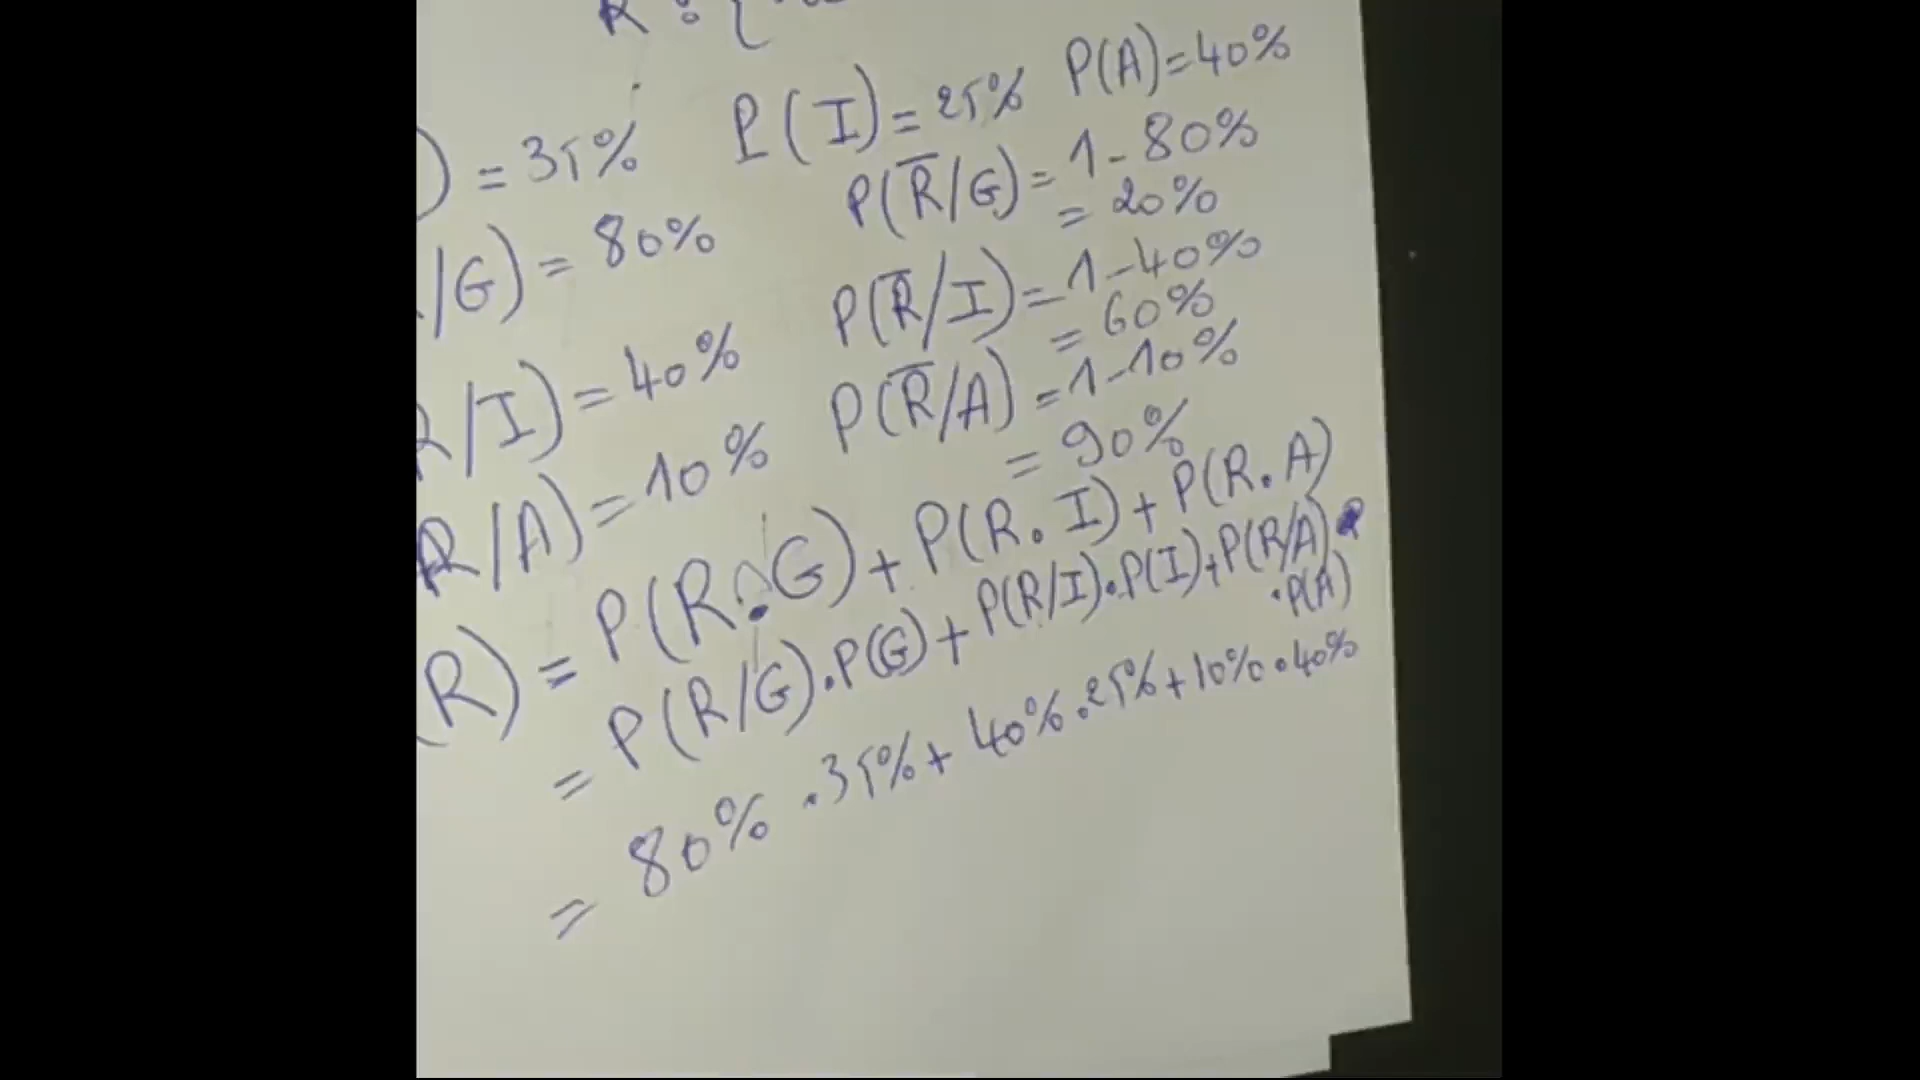 R : {
) = 35%   P(I) = 25%   P(A) = 40%
/G) = 80%   P(R̅/G) = 1 - 80%
= 20%
R/I) = 40%   P(R̅/I) = 1 - 40%
= 60%
R/A) = 10%   P(R̅/A) = 1 - 10%
= 90%
(R) = P(R.G) + P(R.I) + P(R.A)
= P(R/G).P(G) + P(R/I).P(I) + P(R/A)
.P(A)
= 80% .35% + 40% .25% + 10% .40%